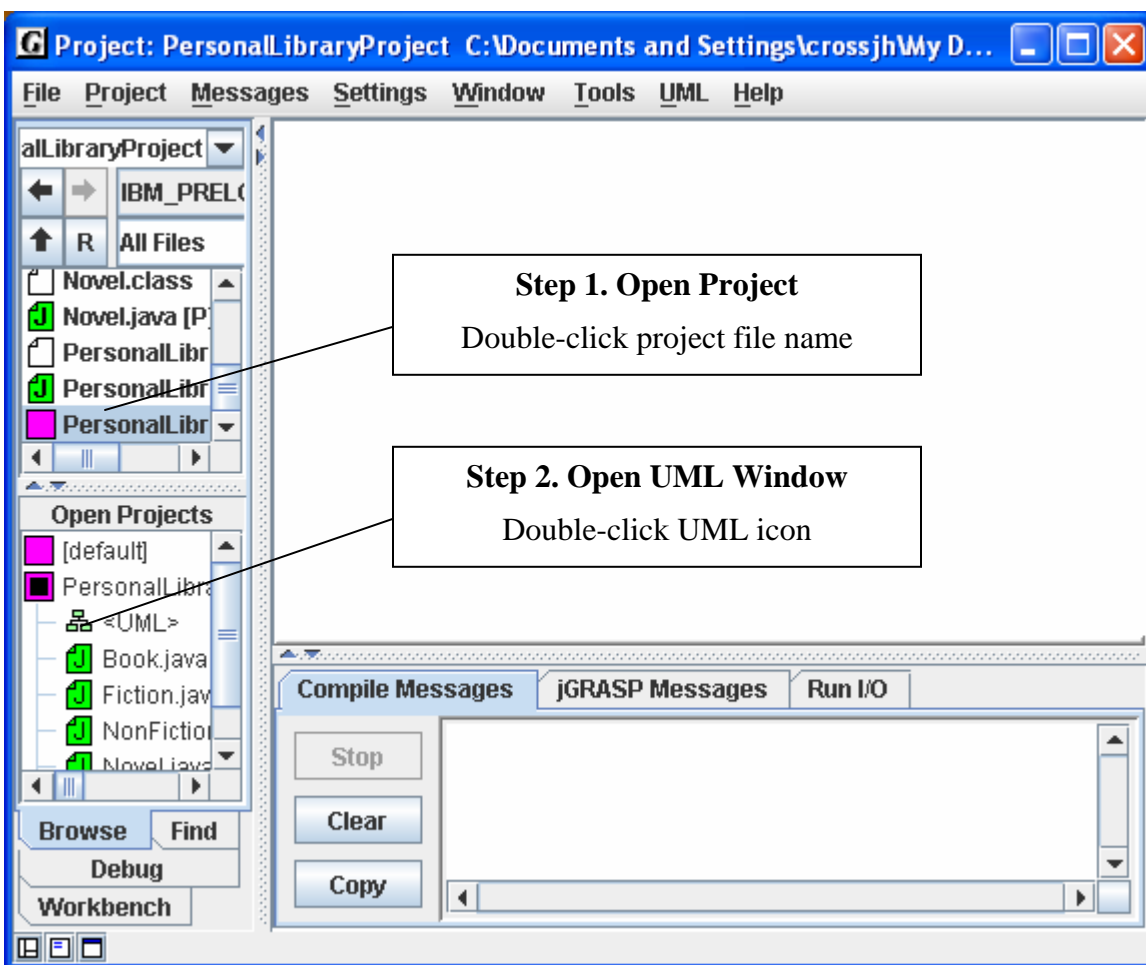 G Project: PersonalLibraryProject C:\Documents and Settings\crossjh\My D...
File Project Messages Settings Window Tools UML Help
alLibraryProject
IBM_PREL
R All Files
Novel.class
J Novel.java [P]
PersonalLibr
J PersonalLibr
PersonalLibr
Step 1. Open Project
Double-click project file name
Step 2. Open UML Window
Double-click UML icon
Open Projects
[default]
PersonalLibra
<UML>
J Book.java
J Fiction.jav
J NonFiction
J Novel.java
Compile Messages jGRASP Messages Run I/O
Stop
Clear
Copy
Browse Find
Debug
Workbench